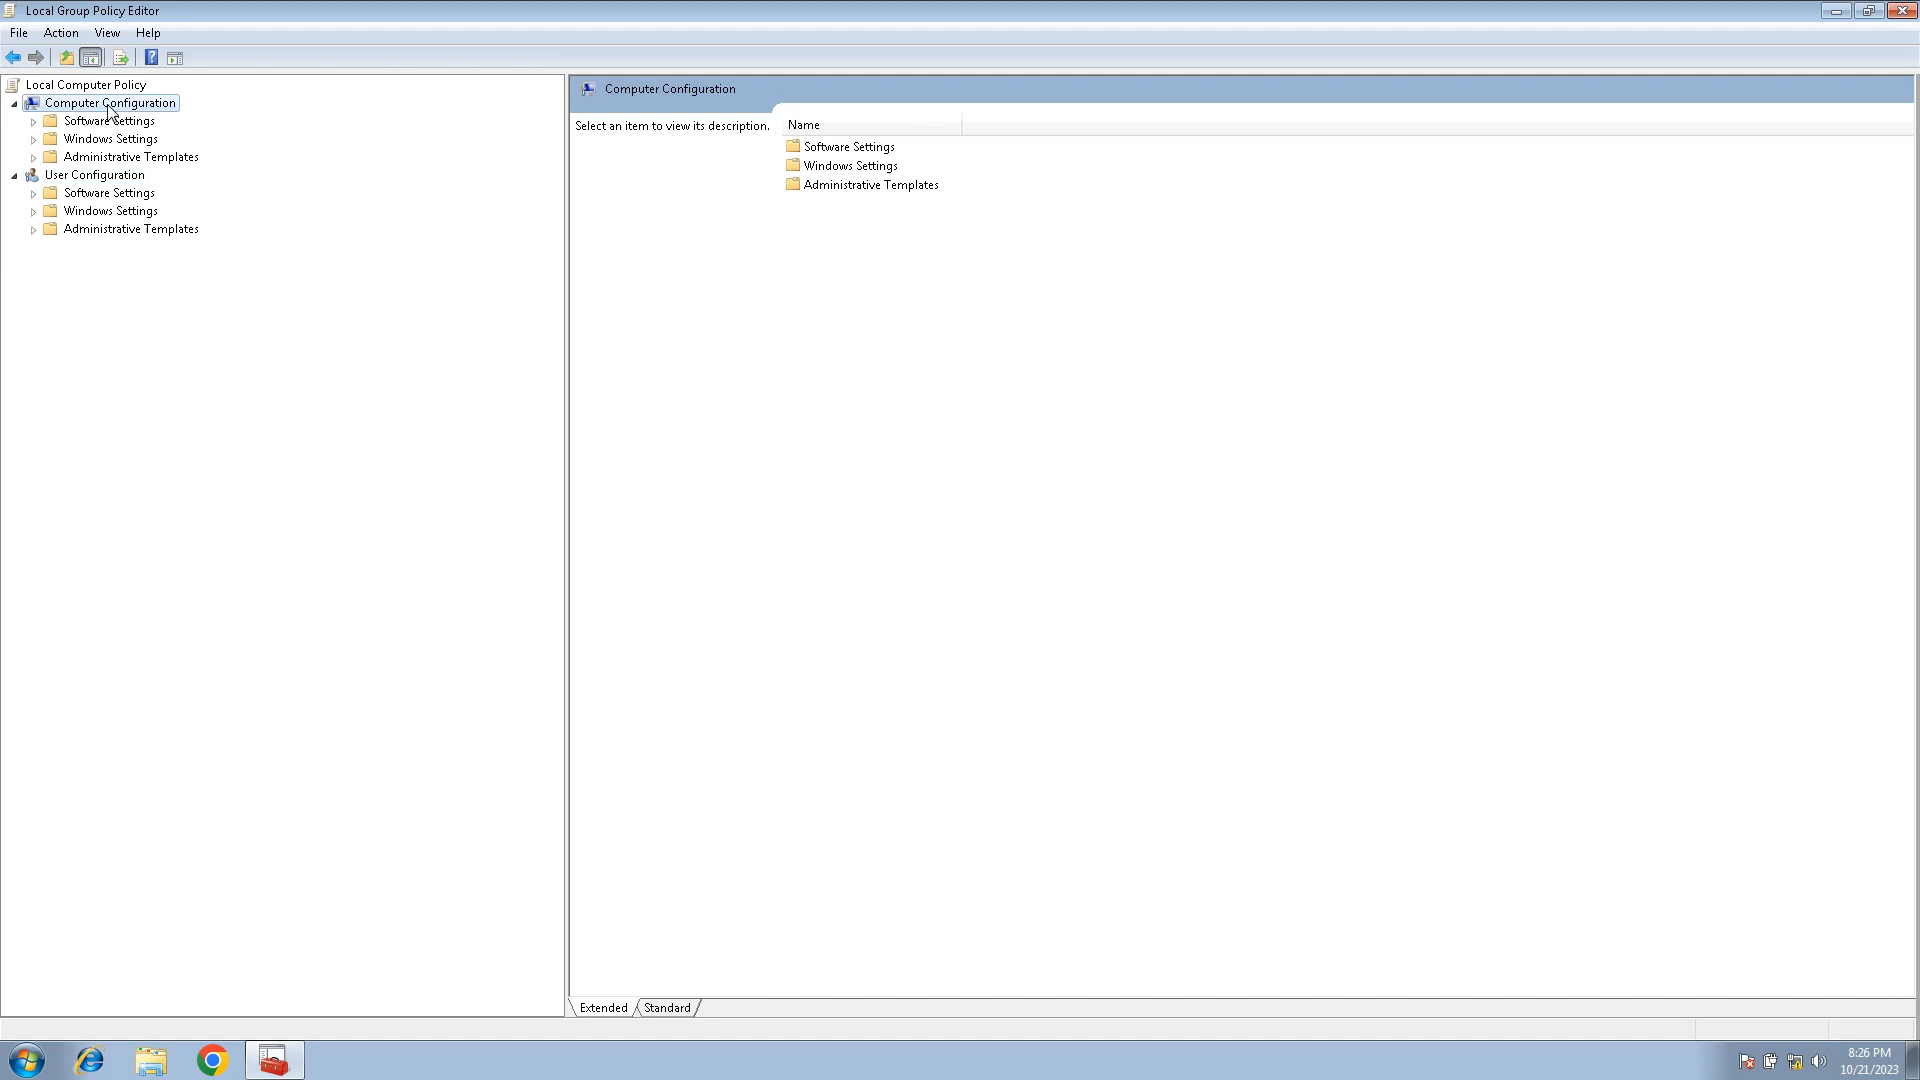 Local Group Policy Editor
File Action View Help
Local Computer Policy
Computer Configuration
Software Settings
Windows Settings
Administrative Templates
User Configuration
Software Settings
Windows Settings
Administrative Templates
Computer Configuration
Select an item to view its description.
Name
Software Settings
Windows Settings
Administrative Templates
Extended Standard
8:26 PM
10/21/2023